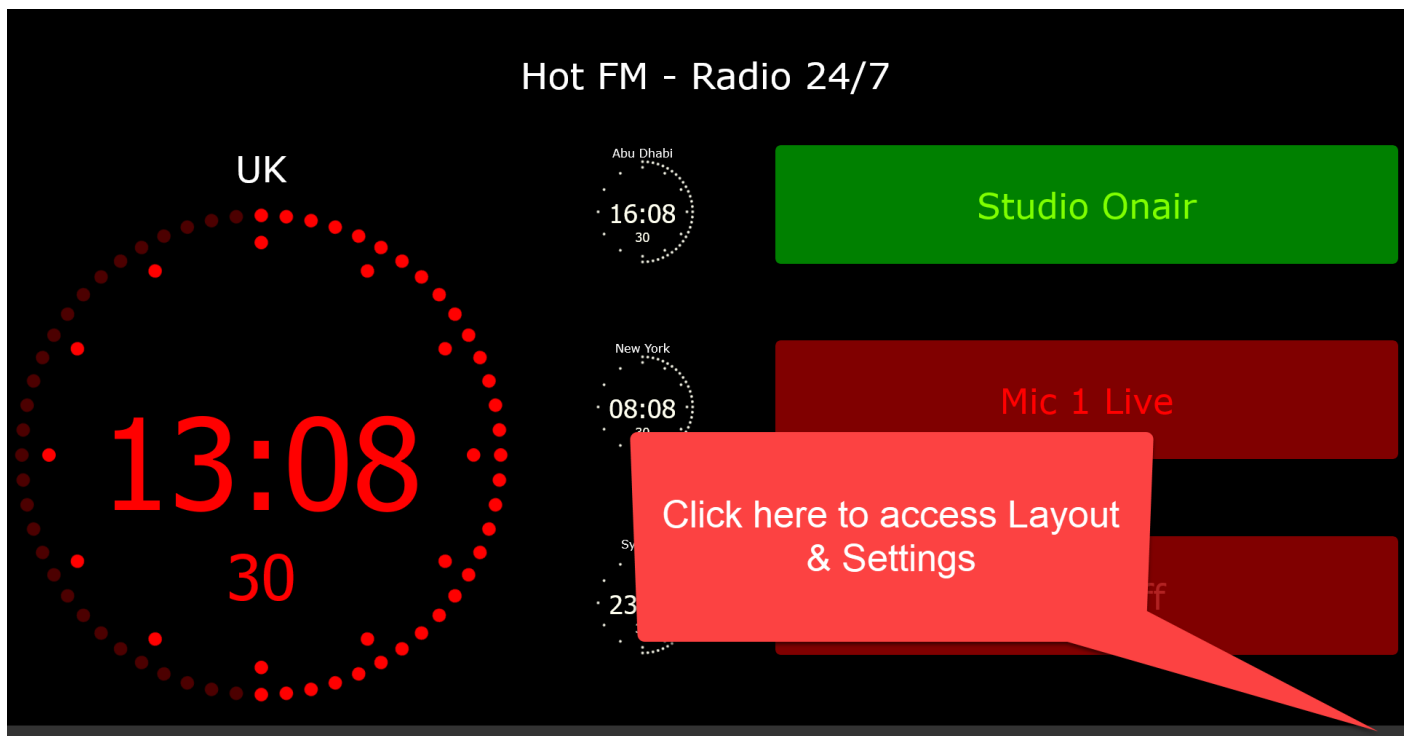 Hot FM - Radio 24/7
UK
13:08
30
Abu Dhabi
16:08
30
New York
08:08
Studio Onair
Mic 1 Live
Click here to access Layout
& Settings